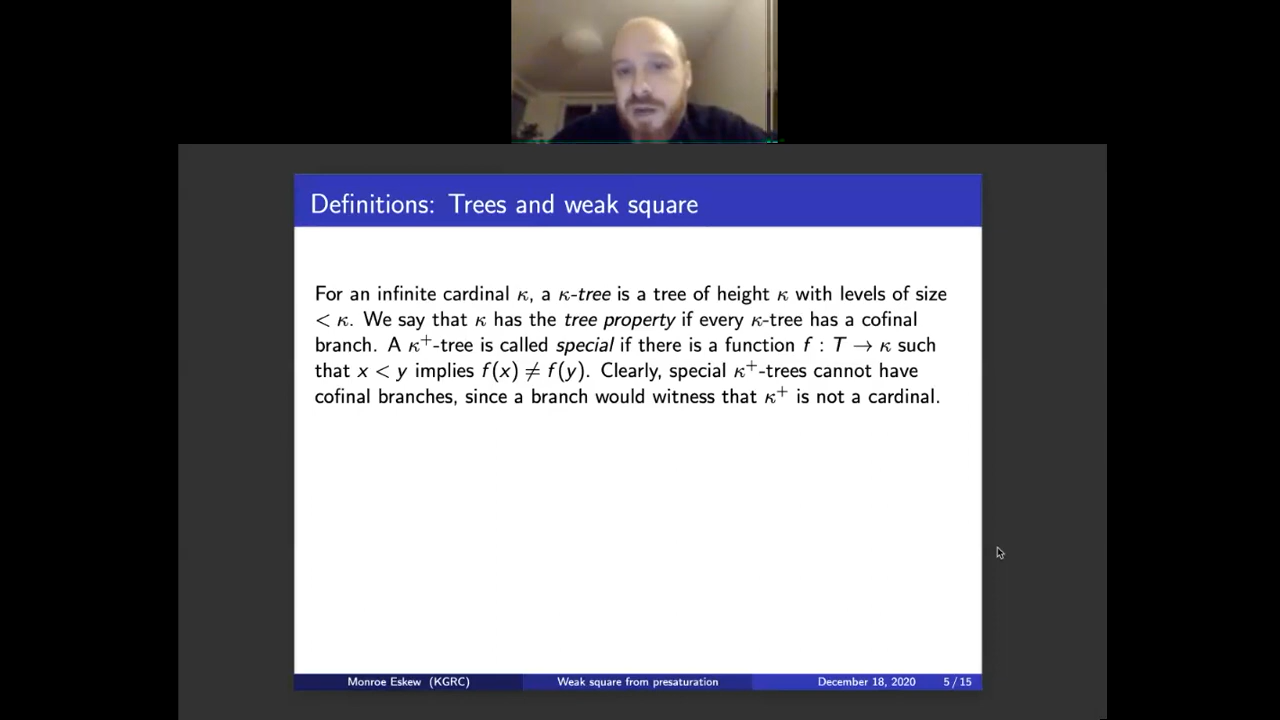 Definitions: Trees and weak square
For an infinite cardinal κ, a κ-tree is a tree of height κ with levels of size
< κ. We say that κ has the tree property if every κ-tree has a cofinal
branch. A κ⁺-tree is called special if there is a function f : T → κ such
that x < y implies f(x) ≠ f(y). Clearly, special κ⁺-trees cannot have
cofinal branches, since a branch would witness that κ⁺ is not a cardinal.
Monroe Eskew (KGRC) Weak square from presaturation December 18, 2020 5 / 15